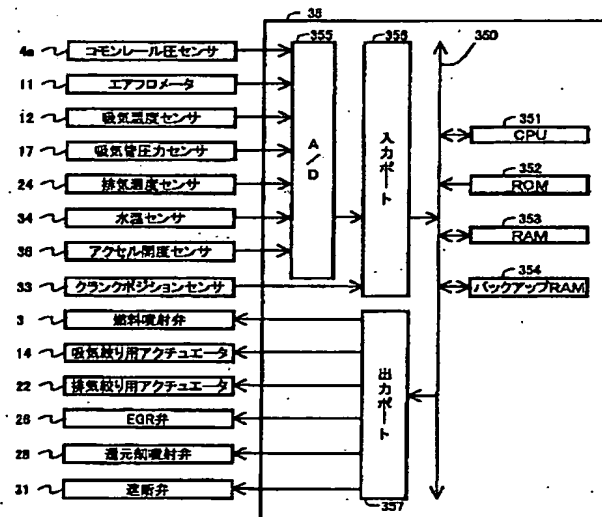 35
4a コモンレール圧センサ
11 エアフロメータ
12 吸気温度センサ
17 吸気管圧力センサ
24 排気温度センサ
34 水温センサ
36 アクセル開度センサ
33 クランクポジションセンサ
3 燃料噴射弁
14 吸気絞り用アクチュエータ
22 排気絞り用アクチュエータ
26 EGR弁
28 還元剤噴射弁
31 遮断弁
355
A/D
356
入力ポート
出力ポート
357
350
351
CPU
352
ROM
353
RAM
354
バックアップRAM